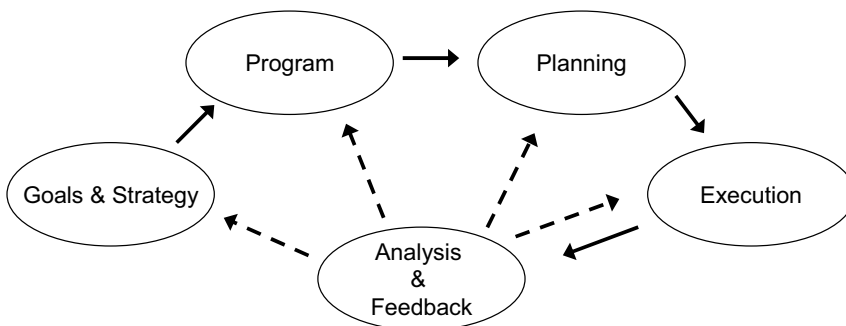 Program
Planning
Goals & Strategy
Execution
Analysis
&
Feedback